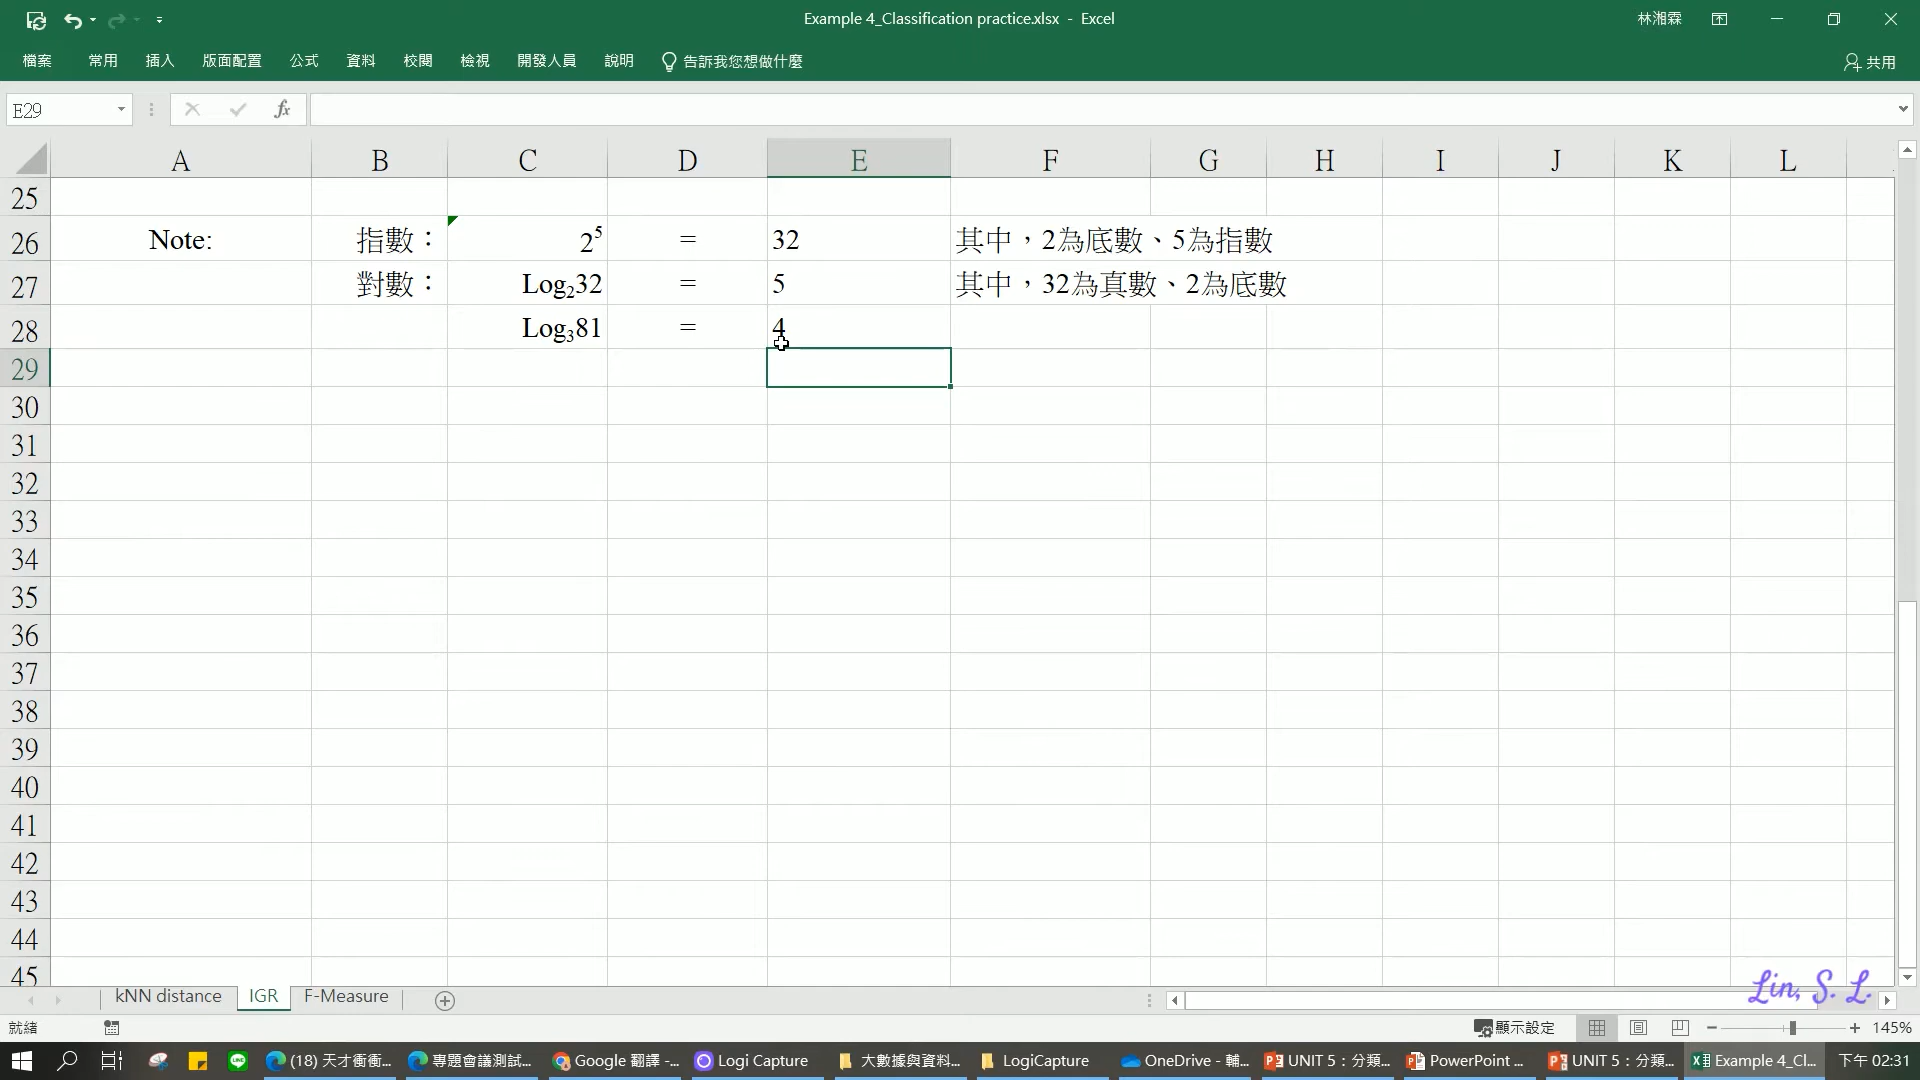 Example 4_Classification practice.xlsx - Excel
林湘霖
檔案 常用 插入 版面配置 公式 資料 校閱 檢視 開發人員 說明 告訴我您想做什麼 共用
E29 fx
A B C D E F G H I J K L
25
26 Note: 指數： 2⁵ = 32 其中，2為底數、5為指數
27 對數： Log₂32 = 5 其中，32為真數、2為底數
28 Log₃81 = 4
29
30
31
32
33
34
35
36
37
38
39
40
41
42
43
44
45
Lin, S. L.
kNN distance IGR F-Measure
就緒 顯示設定 145%
(18) 天才衝衝... 專題會議測試... Google 翻譯 -... Logi Capture 大數據與資料... LogiCapture OneDrive - 輔... UNIT 5：分類... PowerPoint ... UNIT 5：分類... Example 4_Cl... 下午 02:31